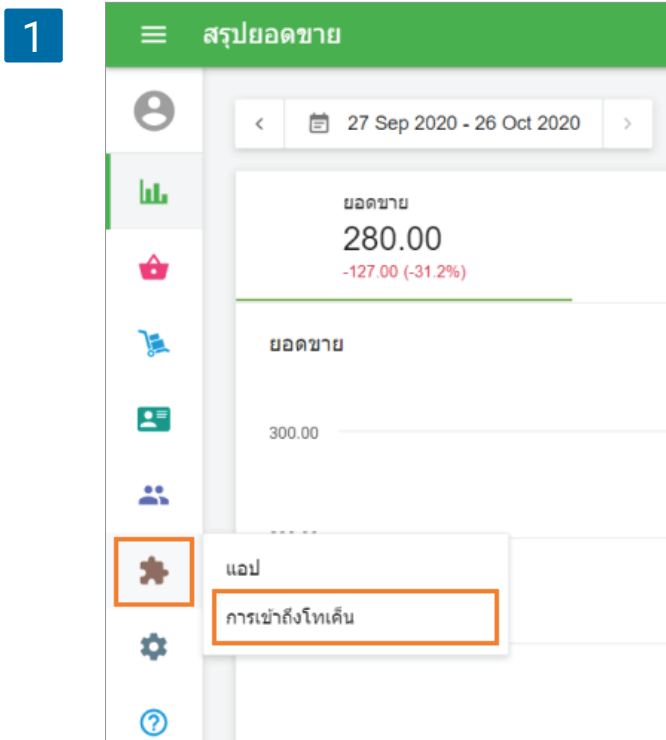 1
สรุปยอดขาย
27 Sep 2020 - 26 Oct 2020
ยอดขาย
280.00
-127.00 (-31.2%)
ยอดขาย
300.00
แอป
การเข้าถึงโทเค็น